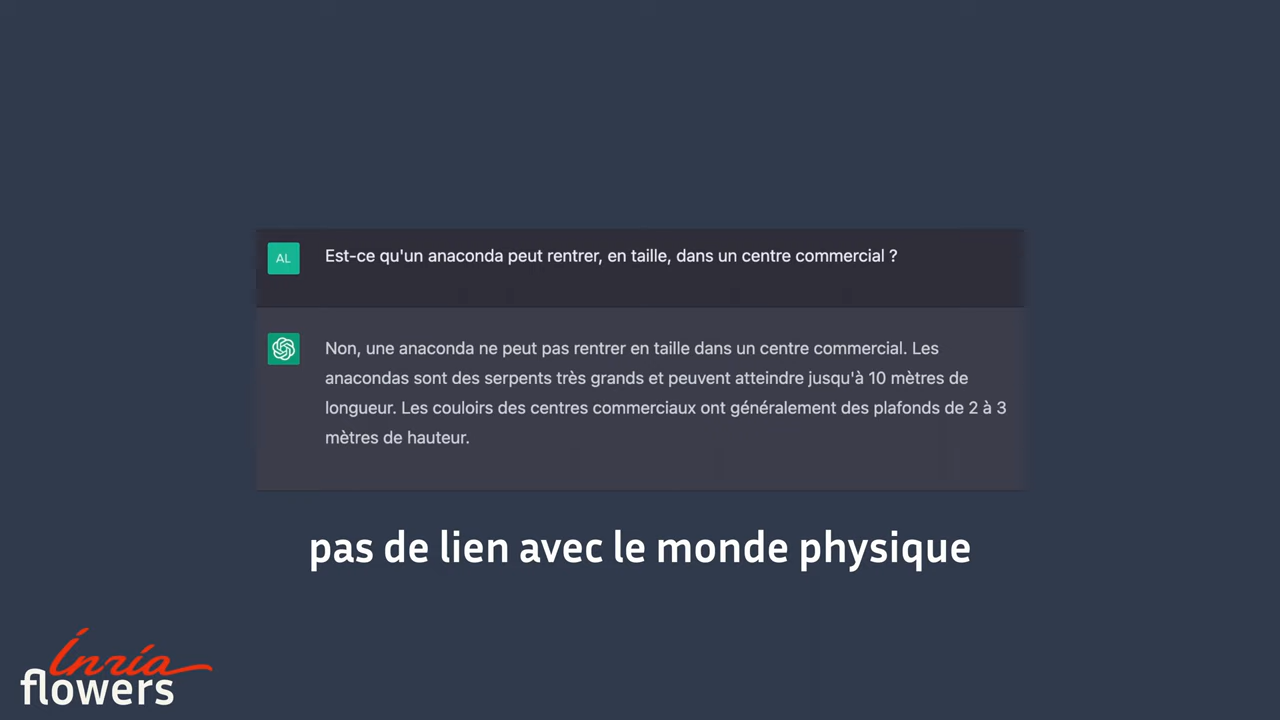 AL
Est-ce qu'un anaconda peut rentrer, en taille, dans un centre commercial ?
Non, une anaconda ne peut pas rentrer en taille dans un centre commercial. Les
anacondas sont des serpents très grands et peuvent atteindre jusqu'à 10 mètres de
longueur. Les couloirs des centres commerciaux ont généralement des plafonds de 2 à 3
mètres de hauteur.
pas de lien avec le monde physique
Inria
flowers